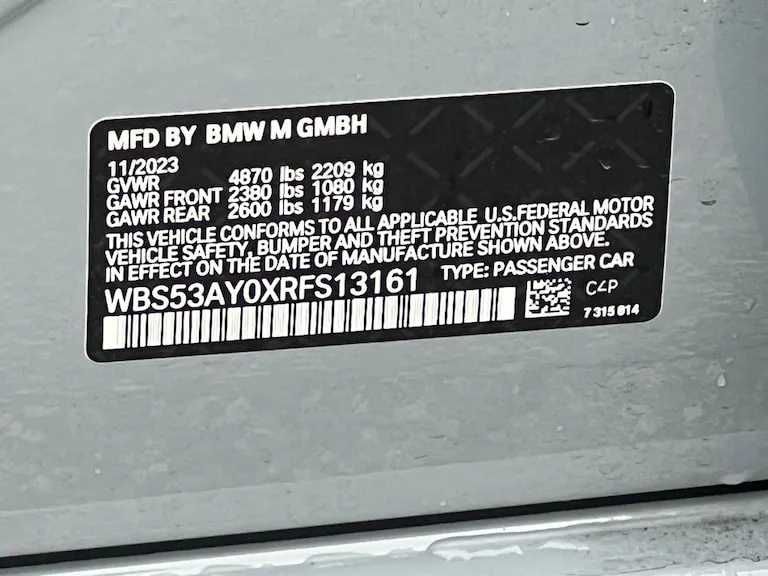 MFD BY BMW M GMBH
11/2023
GVWR 4870 lbs 2209 kg
GAWR FRONT 2380 lbs 1080 kg
GAWR REAR 2600 lbs 1179 kg
THIS VEHICLE CONFORMS TO ALL APPLICABLE U.S.FEDERAL MOTOR
VEHICLE SAFETY, BUMPER AND THEFT PREVENTION STANDARDS
IN EFFECT ON THE DATE OF MANUFACTURE SHOWN ABOVE.
WBS53AY0XRFS13161 TYPE: PASSENGER CAR
C4P
7 315 014